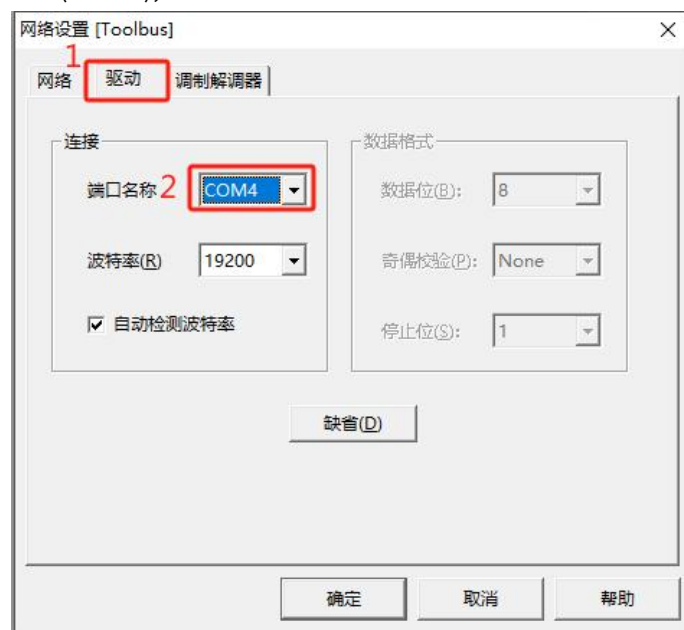 网络设置 [Toolbus]
1
网络 驱动 调制解调器
连接 数据格式
端口名称 2 COM4 数据位(B): 8
波特率(R) 19200 奇偶校验(P): None
自动检测波特率 停止位(S): 1
缺省(D)
确定 取消 帮助